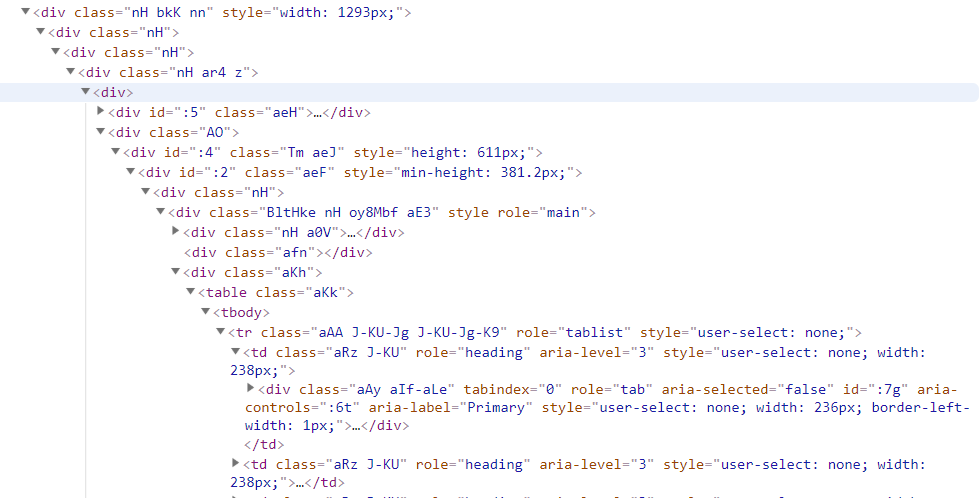 <div class="nH bkK nn" style="width: 1293px;">
<div class="nH">
<div class="nH">
<div class="nH ar4 z">
<div>
<div id=":5" class="aeH">…</div>
<div class="AO">
<div id=":4" class="Tm aeJ" style="height: 611px;">
<div id=":2" class="aeF" style="min-height: 381.2px;">
<div class="nH">
<div class="BltHke nH oy8Mbf aE3" style role="main">
<div class="nH a0V">…</div>
<div class="afn"></div>
<div class="aKh">
<table class="aKk">
<tbody>
<tr class="aAA J-KU-Jg J-KU-Jg-K9" role="tablist" style="user-select: none;">
<td class="aRz J-KU" role="heading" aria-level="3" style="user-select: none; width:
238px;">
<div class="aAy aIf-aLe" tabindex="0" role="tab" aria-selected="false" id=":7g" aria-
controls=":6t" aria-label="Primary" style="user-select: none; width: 236px; border-left-
width: 1px;">…</div>
</td>
<td class="aRz J-KU" role="heading" aria-level="3" style="user-select: none; width:
238px;">…</td>